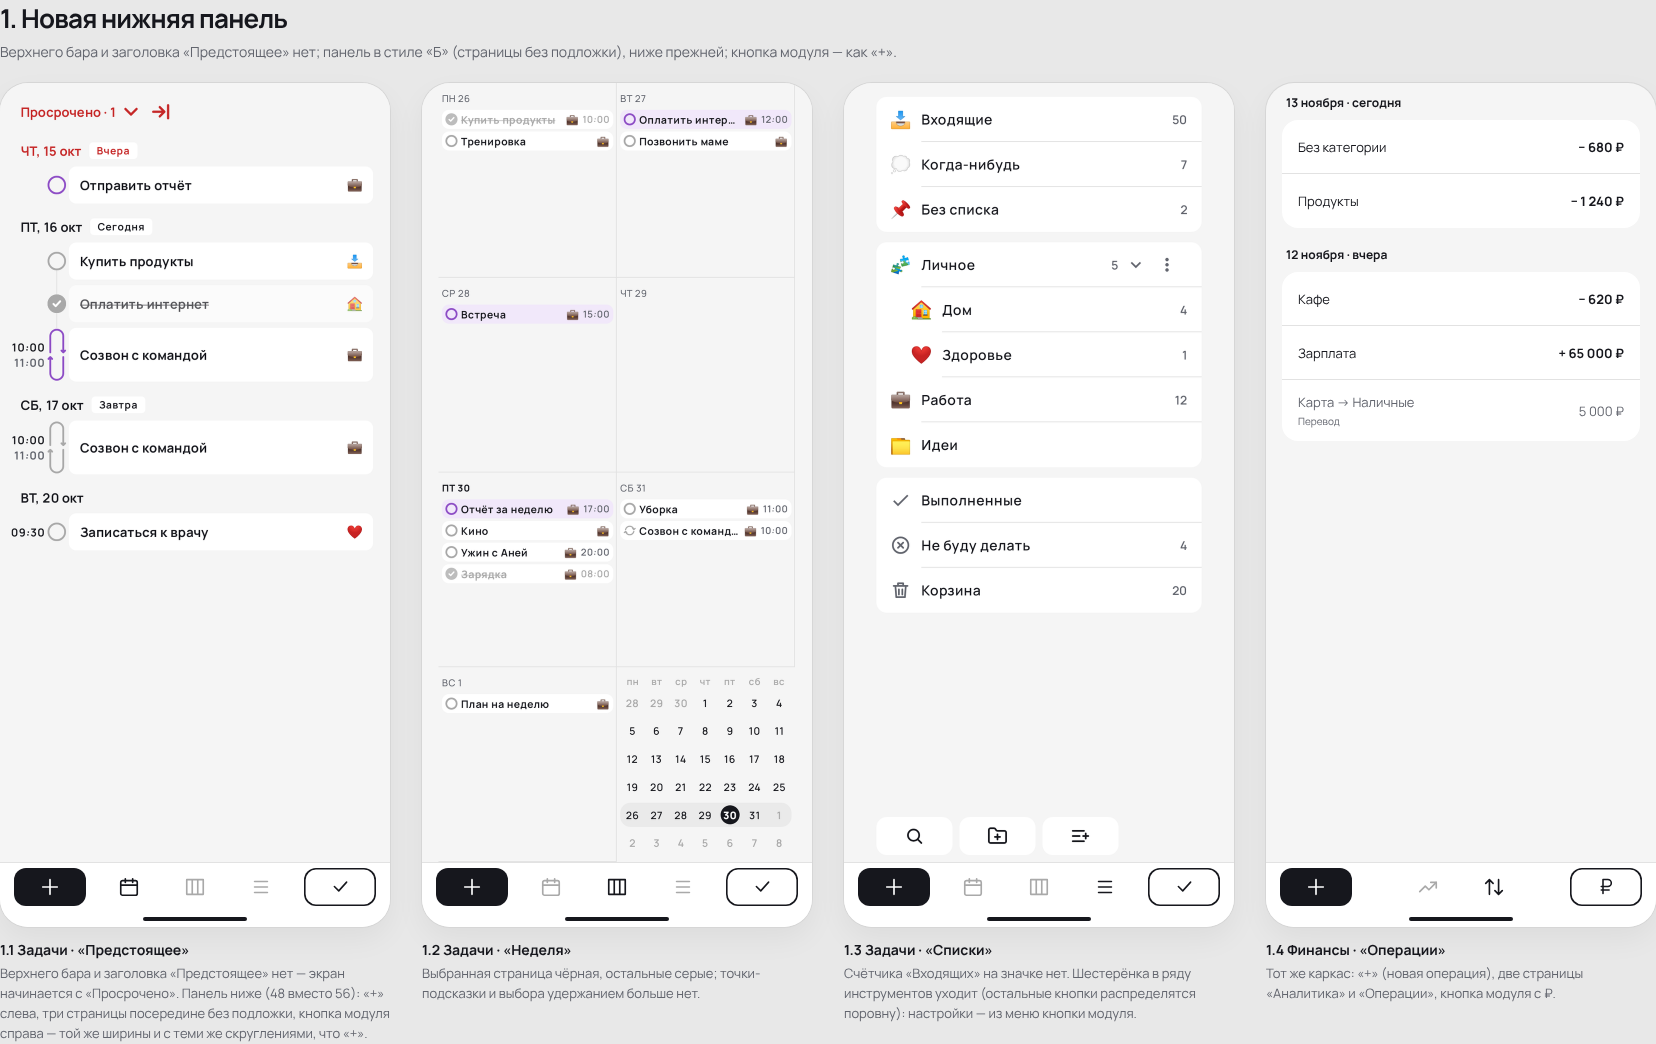 1. Новая нижняя панель
Верхнего бара и заголовка «Предстоящее» нет; панель в стиле «Б» (страницы без подложки), ниже прежней; кнопка модуля — как «+».
Просрочено · 1
ЧТ, 15 окт Вчера
Отправить отчёт
ПТ, 16 окт Сегодня
Купить продукты
Оплатить интернет
10:00
11:00
Созвон с командой
СБ, 17 окт Завтра
10:00
11:00
Созвон с командой
ВТ, 20 окт
09:30 Записаться к врачу
1.1 Задачи · «Предстоящее»
Верхнего бара и заголовка «Предстоящее» нет — экран
начинается с «Просрочено». Панель ниже (48 вместо 56): «+»
слева, три страницы посередине без подложки, кнопка модуля
справа — той же ширины и с теми же скруглениями, что «+».
ПН 26
Купить продукты 10:00
Тренировка
ВТ 27
Оплатить интер... 12:00
Позвонить маме
СР 28
Встреча 15:00
ЧТ 29
ПТ 30
Отчёт за неделю 17:00
Кино
Ужин с Аней 20:00
Зарядка 08:00
СБ 31
Уборка 11:00
Созвон с команд... 10:00
ВС 1
План на неделю
пн вт ср чт пт сб вс
28 29 30 1 2 3 4
5 6 7 8 9 10 11
12 13 14 15 16 17 18
19 20 21 22 23 24 25
26 27 28 29 30 31 1
2 3 4 5 6 7 8
1.2 Задачи · «Неделя»
Выбранная страница чёрная, остальные серые; точки-
подсказки и выбора удержанием больше нет.
Входящие 50
Когда-нибудь 7
Без списка 2
Личное 5
Дом 4
Здоровье 1
Работа 12
Идеи
Выполненные
Не буду делать 4
Корзина 20
1.3 Задачи · «Списки»
Счётчика «Входящих» на значке нет. Шестерёнка в ряду
инструментов уходит (остальные кнопки распределятся
поровну): настройки — из меню кнопки модуля.
13 ноября · сегодня
Без категории − 680 ₽
Продукты − 1 240 ₽
12 ноября · вчера
Кафе − 620 ₽
Зарплата + 65 000 ₽
Карта → Наличные 5 000 ₽
Перевод
₽
1.4 Финансы · «Операции»
Тот же каркас: «+» (новая операция), две страницы
«Аналитика» и «Операции», кнопка модуля с ₽.